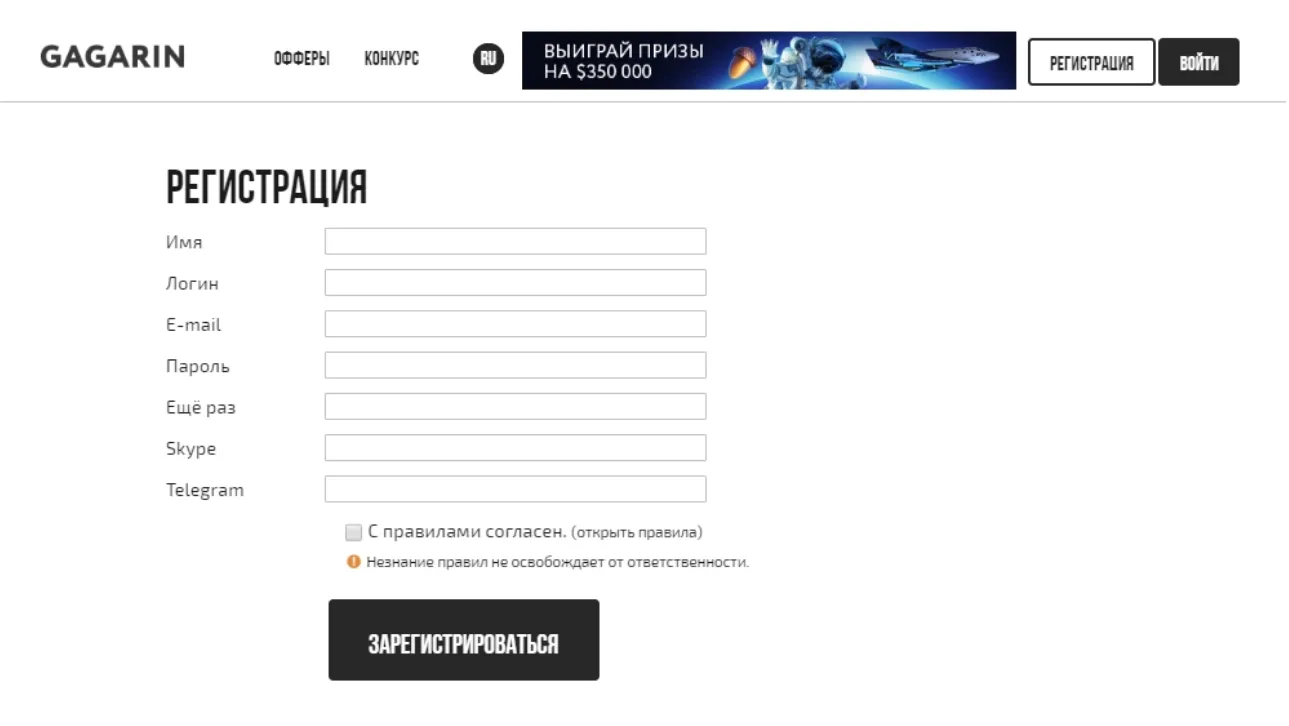 GAGARIN ОФФЕРЫ КОНКУРС RU ВЫИГРАЙ ПРИЗЫ РЕГИСТРАЦИЯ ВОЙТИ
НА $350 000
РЕГИСТРАЦИЯ
Имя
Логин
E-mail
Пароль
Ещё раз
Skype
Telegram
С правилами согласен. (открыть правила)
Незнание правил не освобождает от ответственности.
ЗАРЕГИСТРИРОВАТЬСЯ